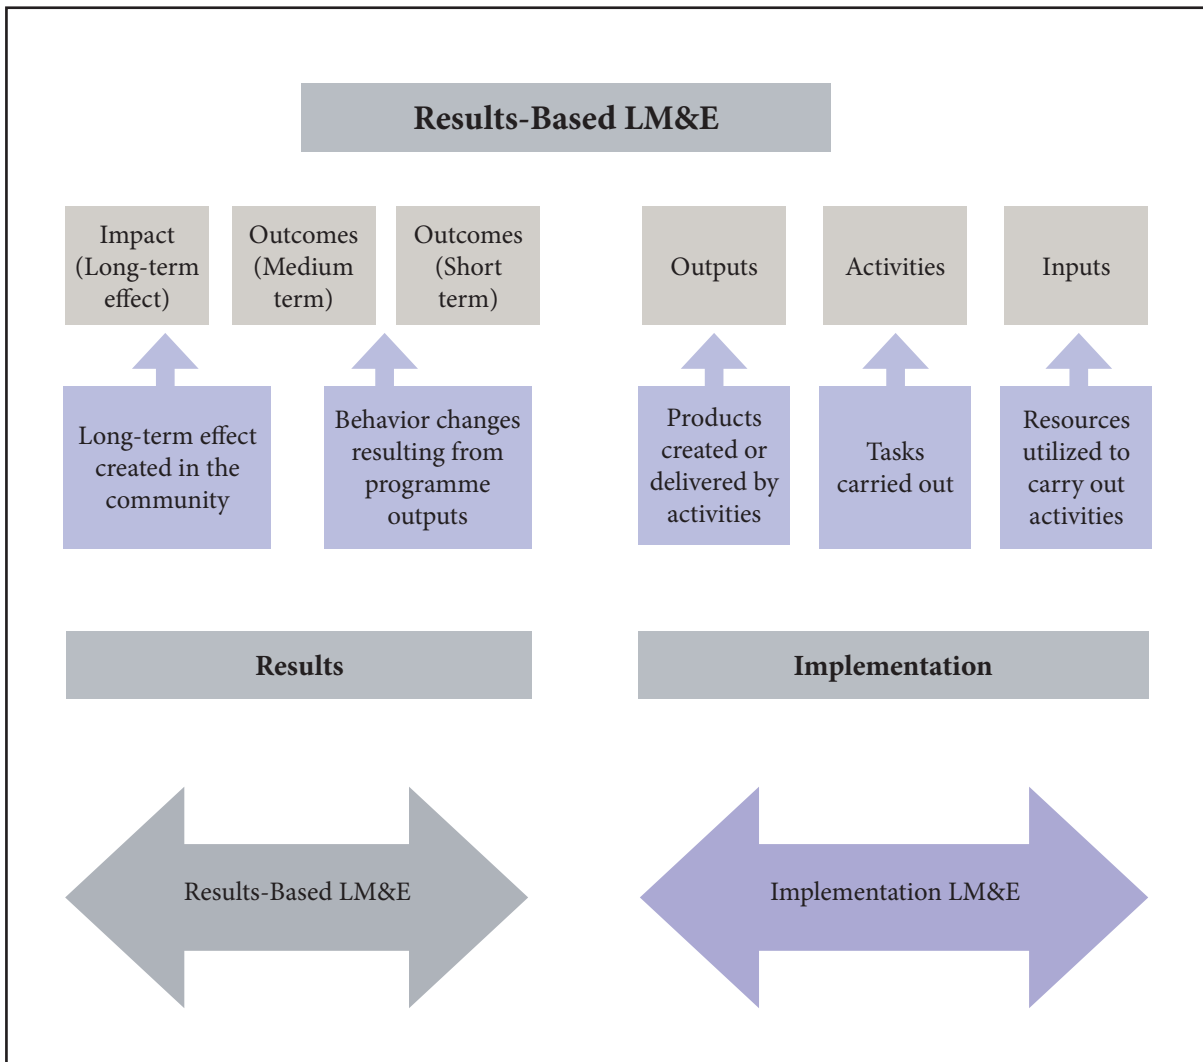 Results-Based LM&E
Impact
(Long-term
effect)
Outcomes
(Medium
term)
Outcomes
(Short
term)
Outputs
Activities
Inputs
Long-term effect
created in the
community
Behavior changes
resulting from
programme
outputs
Products
created or
delivered by
activities
Tasks
carried out
Resources
utilized to
carry out
activities
Results
Implementation
Results-Based LM&E
Implementation LM&E